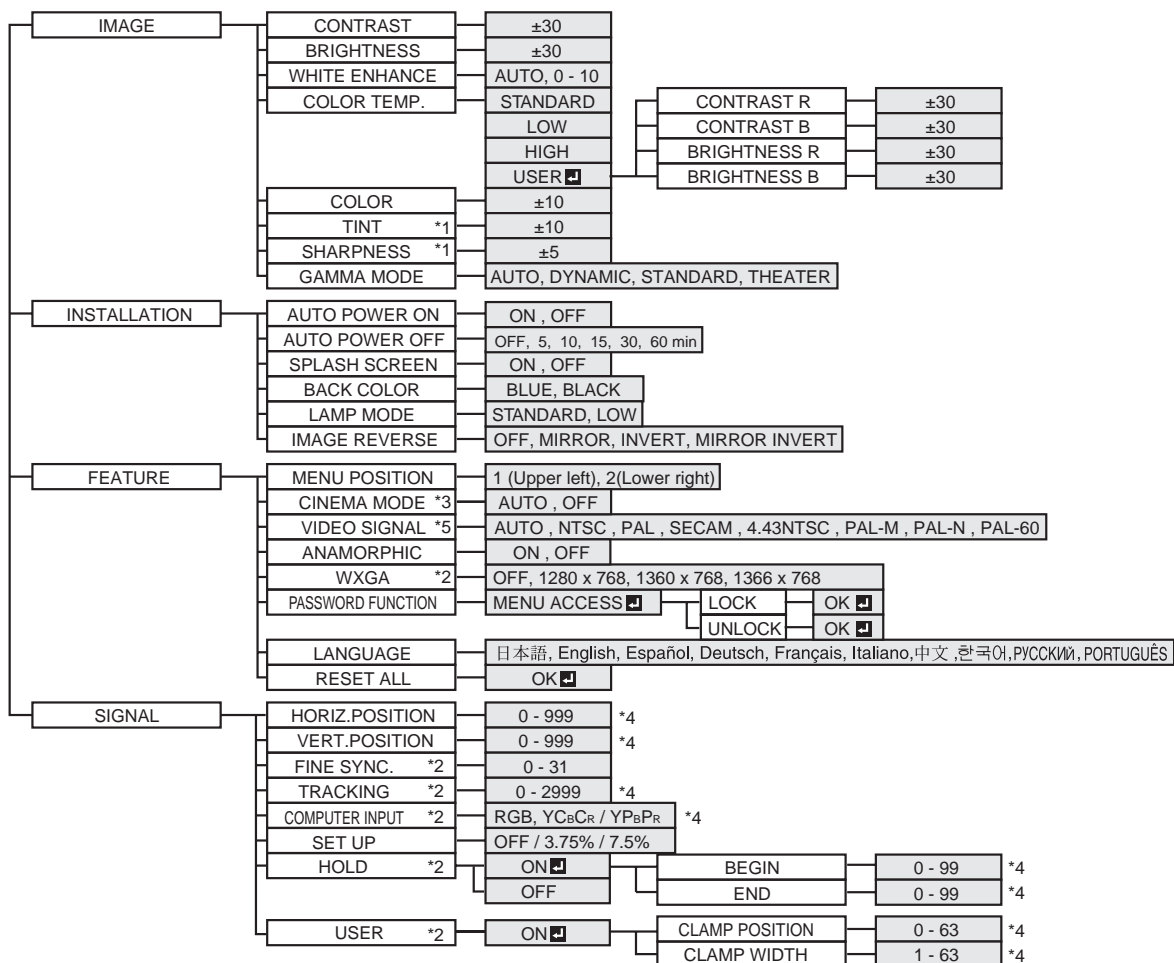 IMAGE CONTRAST ±30
BRIGHTNESS ±30
WHITE ENHANCE AUTO, 0 - 10
COLOR TEMP. STANDARD CONTRAST R ±30
LOW CONTRAST B ±30
HIGH BRIGHTNESS R ±30
USER BRIGHTNESS B ±30
COLOR ±10
TINT *1 ±10
SHARPNESS *1 ±5
GAMMA MODE AUTO, DYNAMIC, STANDARD, THEATER
INSTALLATION AUTO POWER ON ON , OFF
AUTO POWER OFF OFF, 5, 10, 15, 30, 60 min
SPLASH SCREEN ON , OFF
BACK COLOR BLUE, BLACK
LAMP MODE STANDARD, LOW
IMAGE REVERSE OFF, MIRROR, INVERT, MIRROR INVERT
FEATURE MENU POSITION 1 (Upper left), 2(Lower right)
CINEMA MODE *3 AUTO , OFF
VIDEO SIGNAL *5 AUTO , NTSC , PAL , SECAM , 4.43NTSC , PAL-M , PAL-N , PAL-60
ANAMORPHIC ON , OFF
WXGA *2 OFF, 1280 x 768, 1360 x 768, 1366 x 768
PASSWORD FUNCTION MENU ACCESS LOCK OK
UNLOCK OK
LANGUAGE 日本語, English, Español, Deutsch, Français, Italiano,中文 ,한국어,РУССКИЙ, PORTUGUÊS
RESET ALL OK
SIGNAL HORIZ.POSITION 0 - 999 *4
VERT.POSITION 0 - 999 *4
FINE SYNC. *2 0 - 31
TRACKING *2 0 - 2999 *4
COMPUTER INPUT *2 RGB, YCBCR / YPBPR *4
SET UP OFF / 3.75% / 7.5%
HOLD *2 ON BEGIN 0 - 99 *4
OFF END 0 - 99 *4
USER *2 ON CLAMP POSITION 0 - 63 *4
CLAMP WIDTH 1 - 63 *4